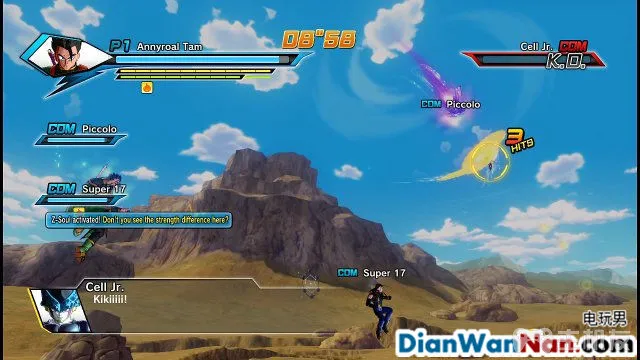 P1 Annyroal Tam
08"58
Cell Jr. COM
K.O.
COM Piccolo
3
HITS
COM Piccolo
COM Super 17
Z-Soul activated! Don't you see the strength difference here?
COM Super 17
Cell Jr.
Kikiiiii!
电玩男
DianWanNan.com